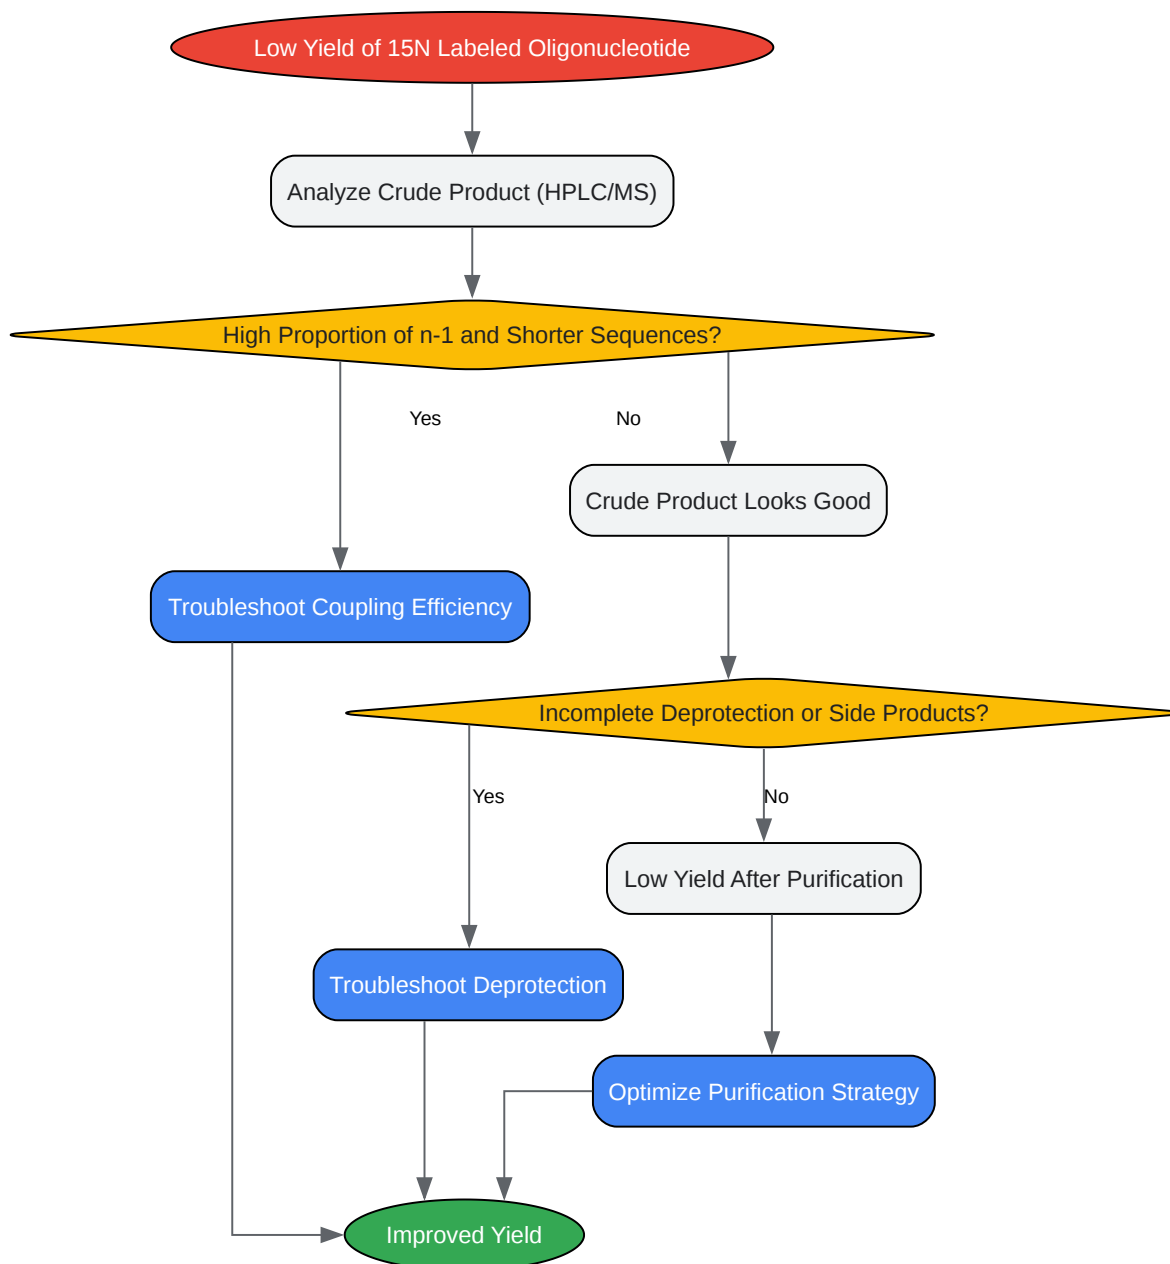 Low Yield of 15N Labeled Oligonucleotide
Analyze Crude Product (HPLC/MS)
High Proportion of n-1 and Shorter Sequences?
Yes
No
Crude Product Looks Good
Troubleshoot Coupling Efficiency
Incomplete Deprotection or Side Products?
Yes
No
Low Yield After Purification
Troubleshoot Deprotection
Optimize Purification Strategy
Improved Yield